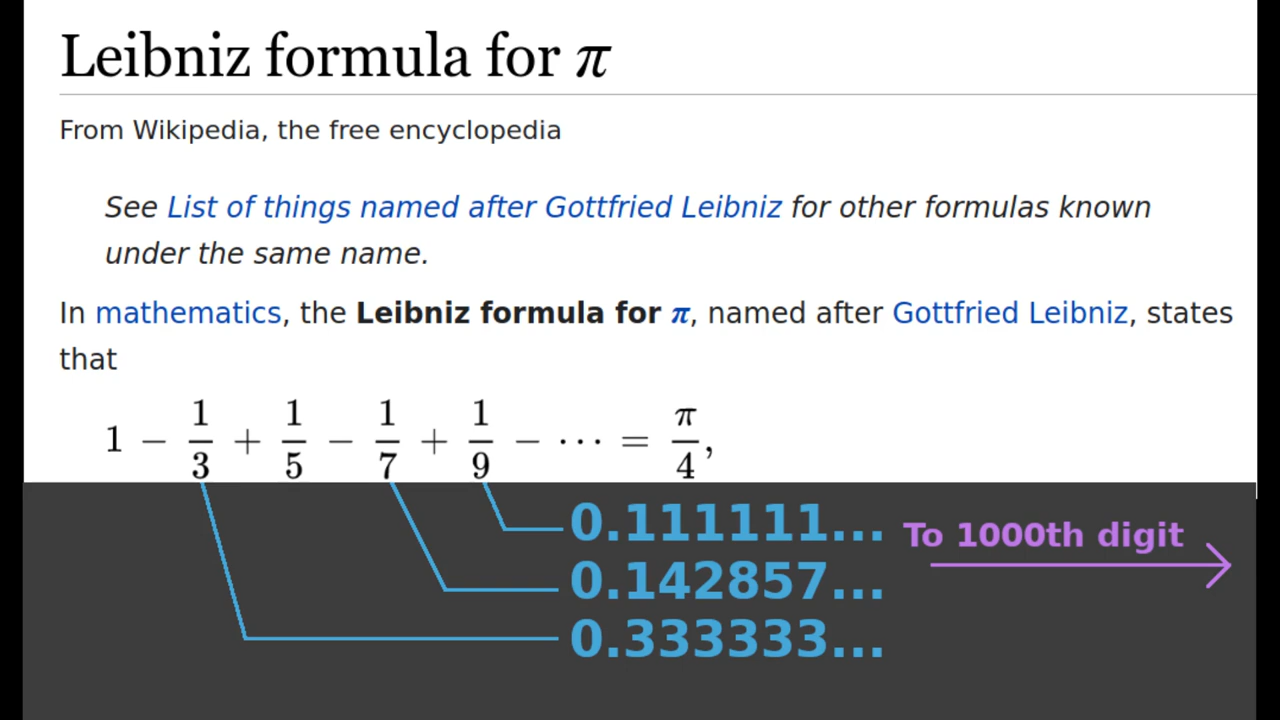 Leibniz formula for π
From Wikipedia, the free encyclopedia
See List of things named after Gottfried Leibniz for other formulas known
under the same name.
In mathematics, the Leibniz formula for π, named after Gottfried Leibniz, states
that
1 − 1/3 + 1/5 − 1/7 + 1/9 − ⋯ = π/4,
0.111111... To 1000th digit
0.142857...
0.333333...